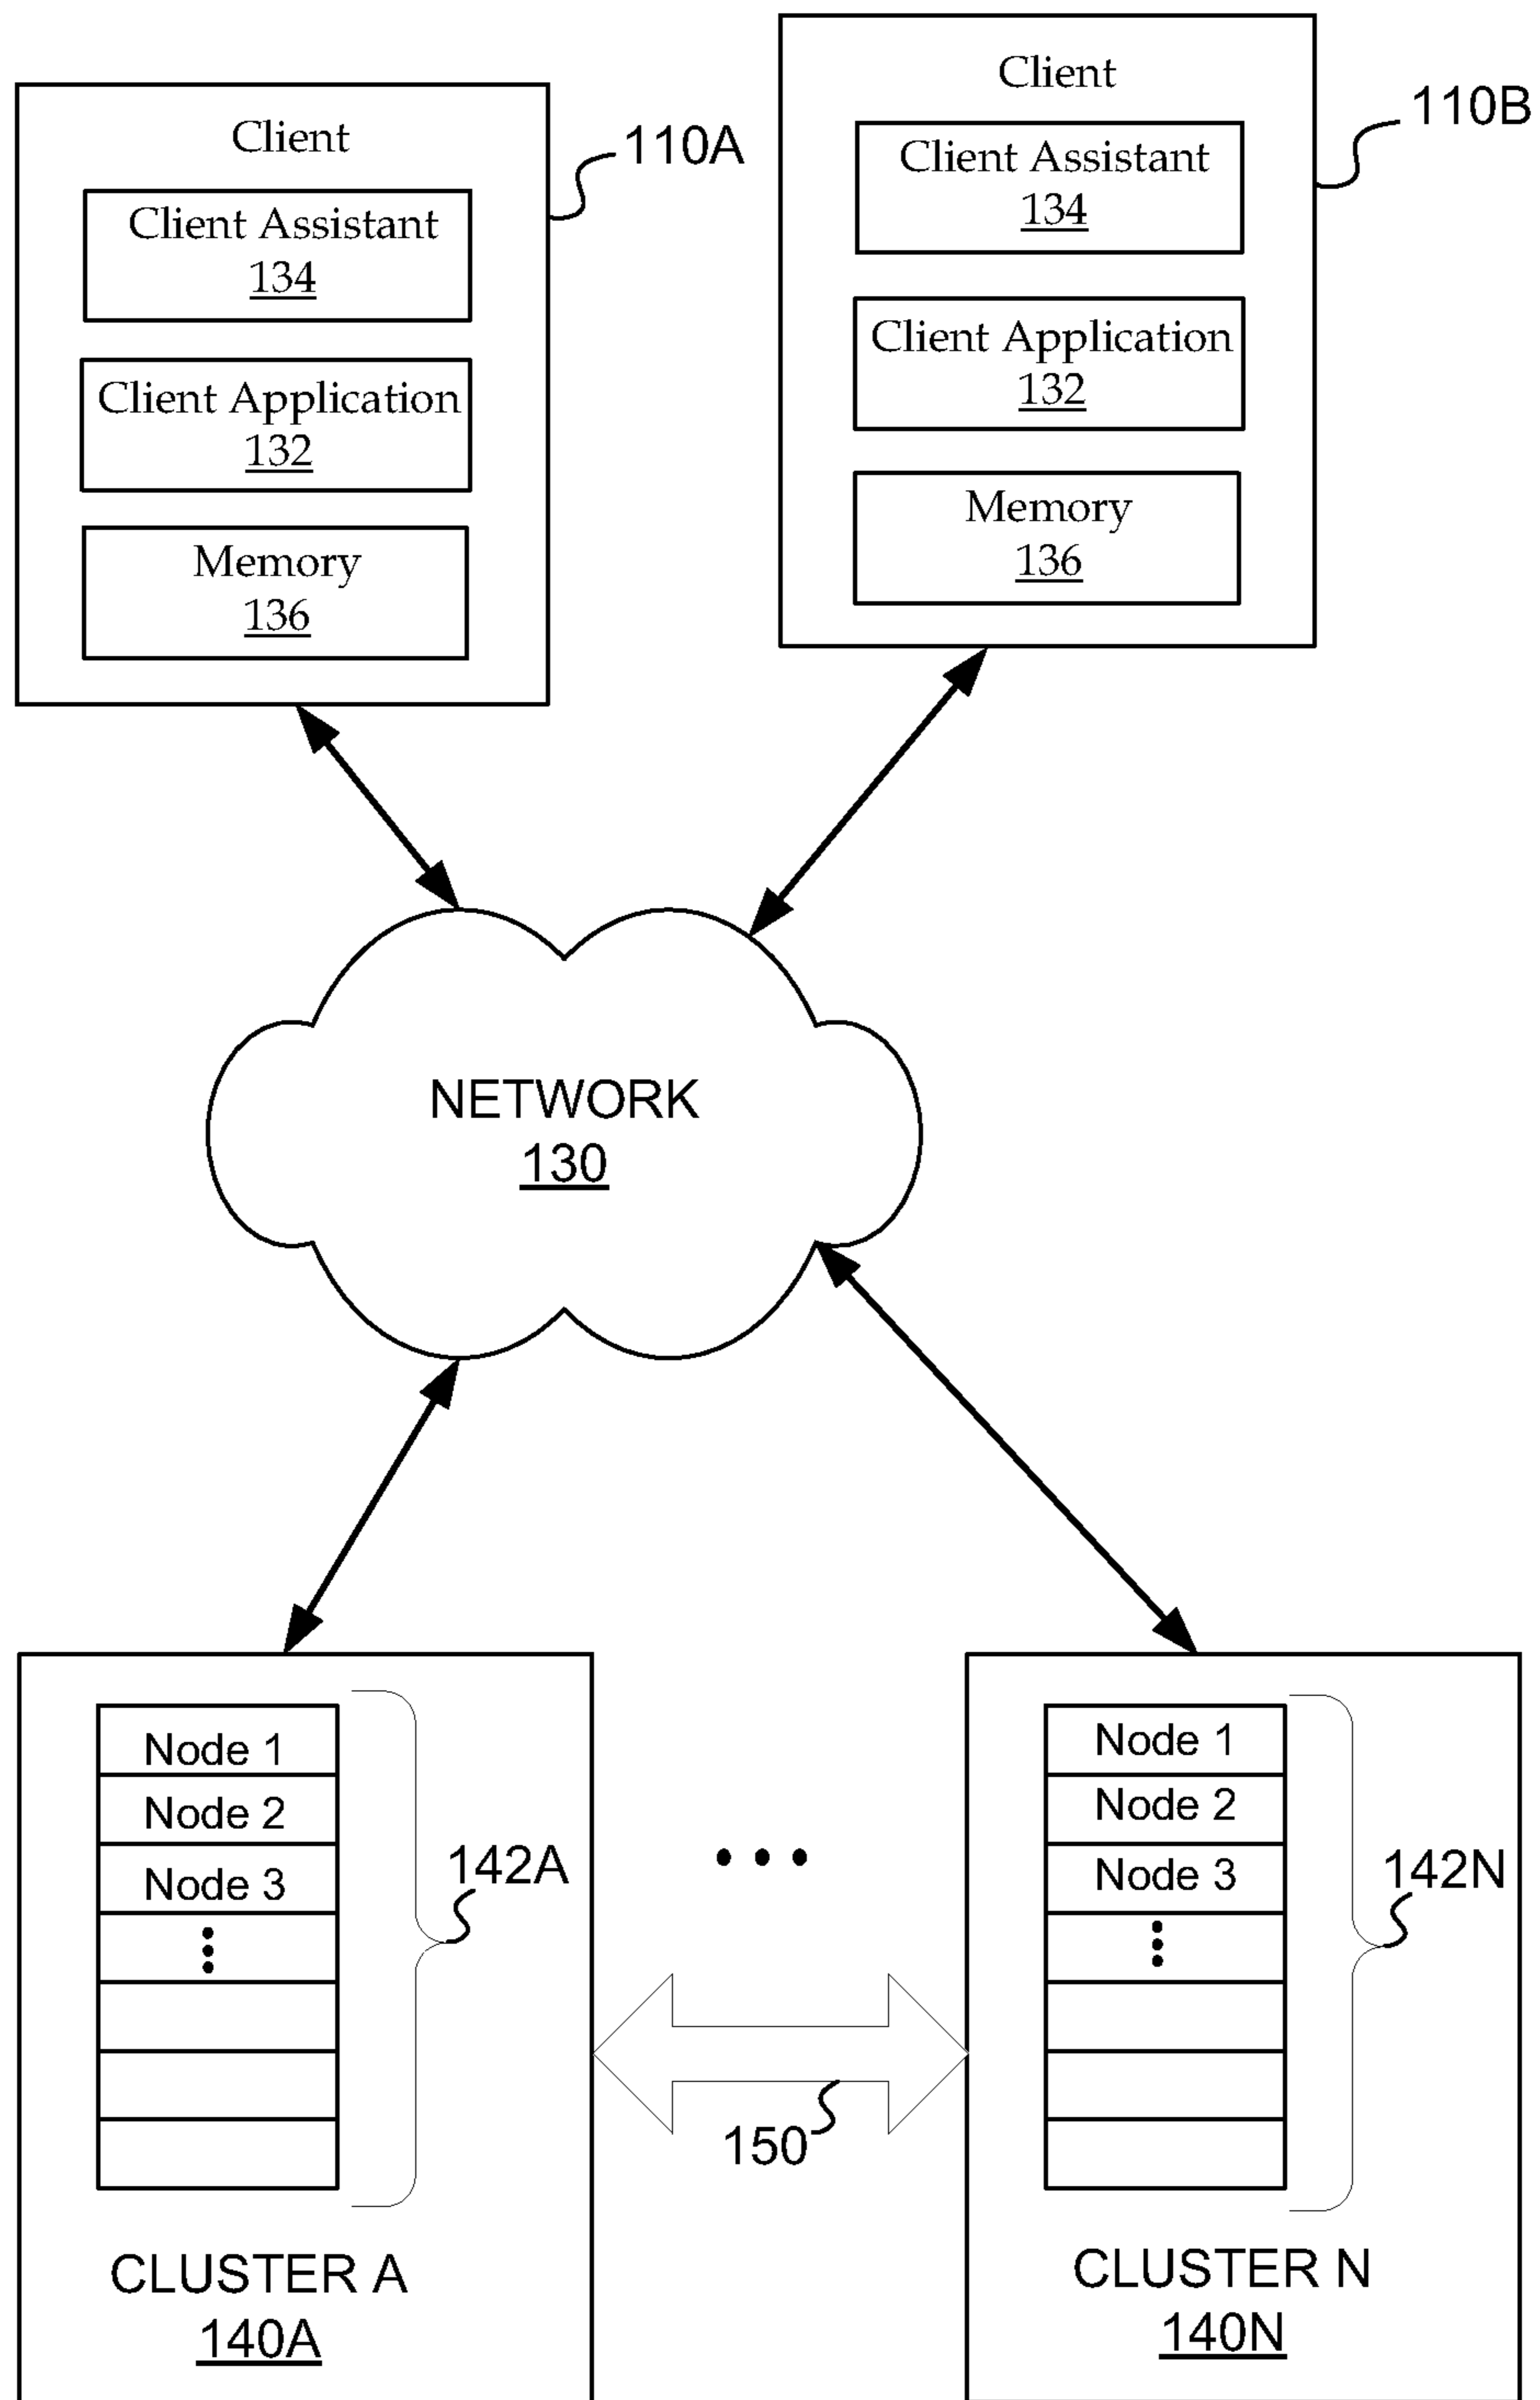 Client
Client Assistant
134
Client Application
132
Memory
136
110A
Client
Client Assistant
134
Client Application
132
Memory
136
110B
NETWORK
130
Node 1
Node 2
Node 3
142A
CLUSTER A
140A
150
Node 1
Node 2
Node 3
142N
CLUSTER N
140N